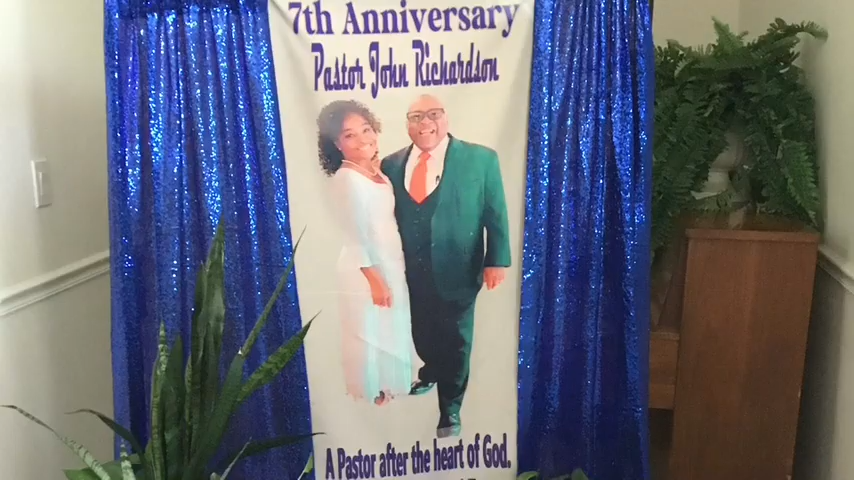 7th Anniversary
Pastor John Richardson
A Pastor after the heart of God.